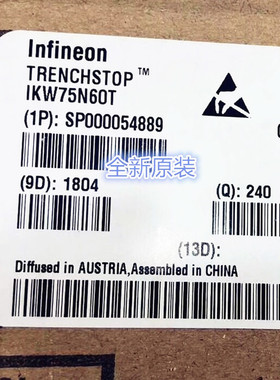 Infineon
TRENCHSTOP™
IKW75N60T
(1P): SP000054889
全新原装
(9D): 1804
(Q): 240
(13D):
Diffused in AUSTRIA,Assembled in CHINA